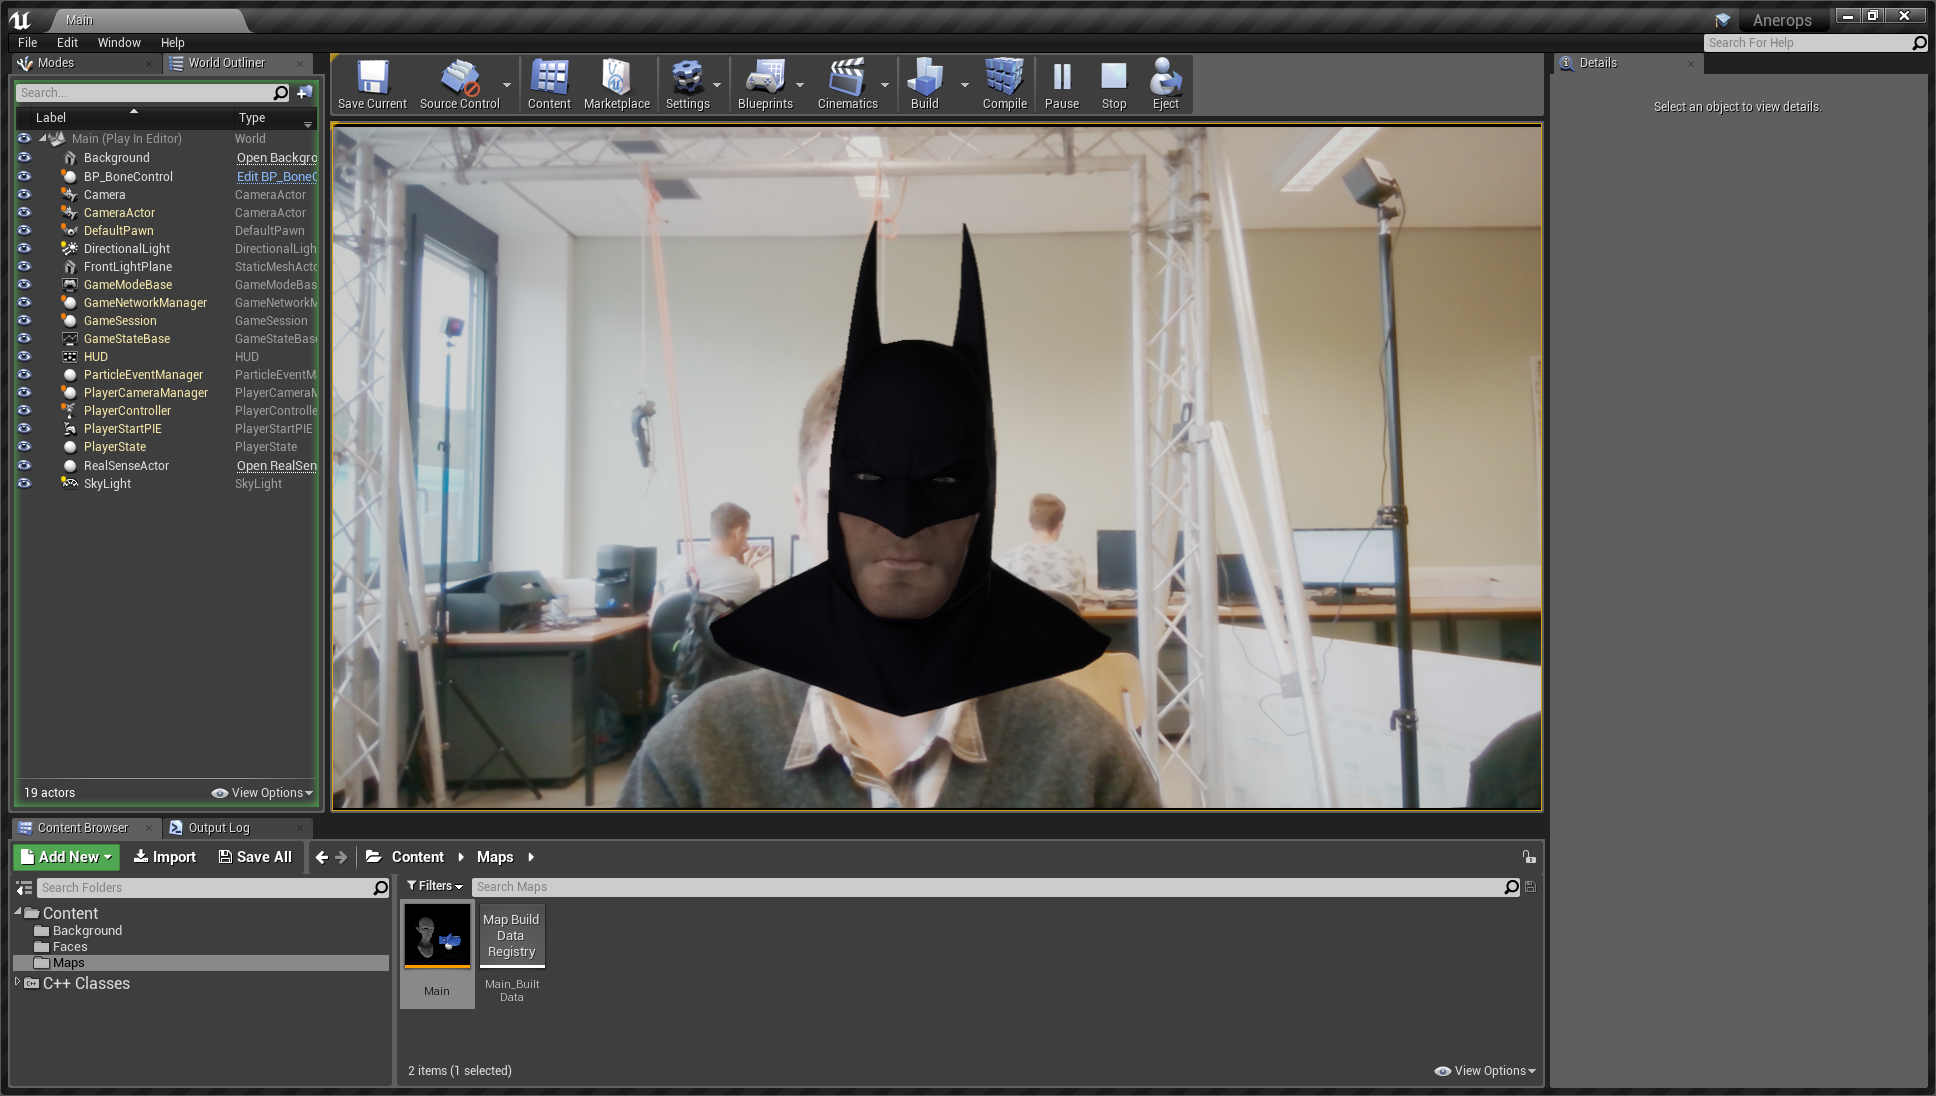 Main
Anerops
File Edit Window Help
Search For Help
Modes
World Outliner
Search...
Label Type
Main (Play In Editor) World
Background Open Backgro
BP_BoneControl Edit BP_BoneC
Camera CameraActor
CameraActor CameraActor
DefaultPawn DefaultPawn
DirectionalLight DirectionalLigh
FrontLightPlane StaticMeshActo
GameModeBase GameModeBas
GameNetworkManager GameNetworkM
GameSession GameSession
GameStateBase GameStateBase
HUD HUD
ParticleEventManager ParticleEventM
PlayerCameraManager PlayerCameraM
PlayerController PlayerControlle
PlayerStartPIE PlayerStartPIE
PlayerState PlayerState
RealSenseActor Open RealSen
SkyLight SkyLight
19 actors
View Options
Save Current Source Control Content Marketplace Settings Blueprints Cinematics Build Compile Pause Stop Eject
Details
Select an object to view details.
Content Browser
Output Log
Add New Import Save All Content Maps
Search Folders
Content
Background
Faces
Maps
C++ Classes
Filters Search Maps
Map Build
Data
Registry
Main
Main_Built
Data
2 items (1 selected)
View Options